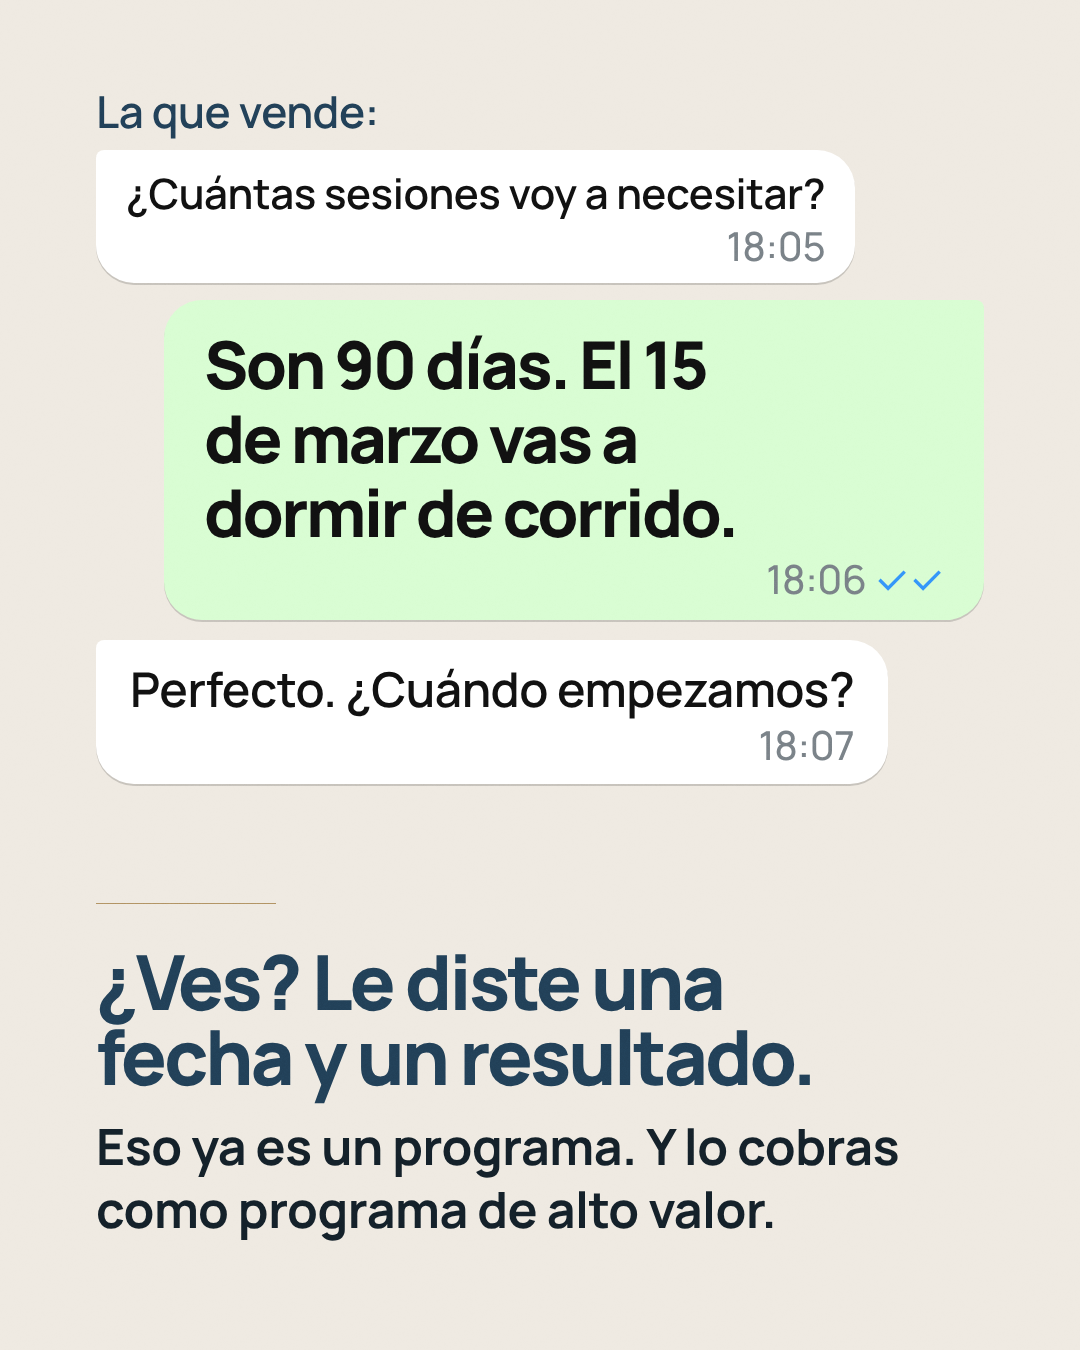 La que vende:
¿Cuántas sesiones voy a necesitar?
18:05
Son 90 días. El 15
de marzo vas a
dormir de corrido.
18:06
Perfecto. ¿Cuándo empezamos?
18:07
¿Ves? Le diste una
fecha y un resultado.
Eso ya es un programa. Y lo cobras
como programa de alto valor.